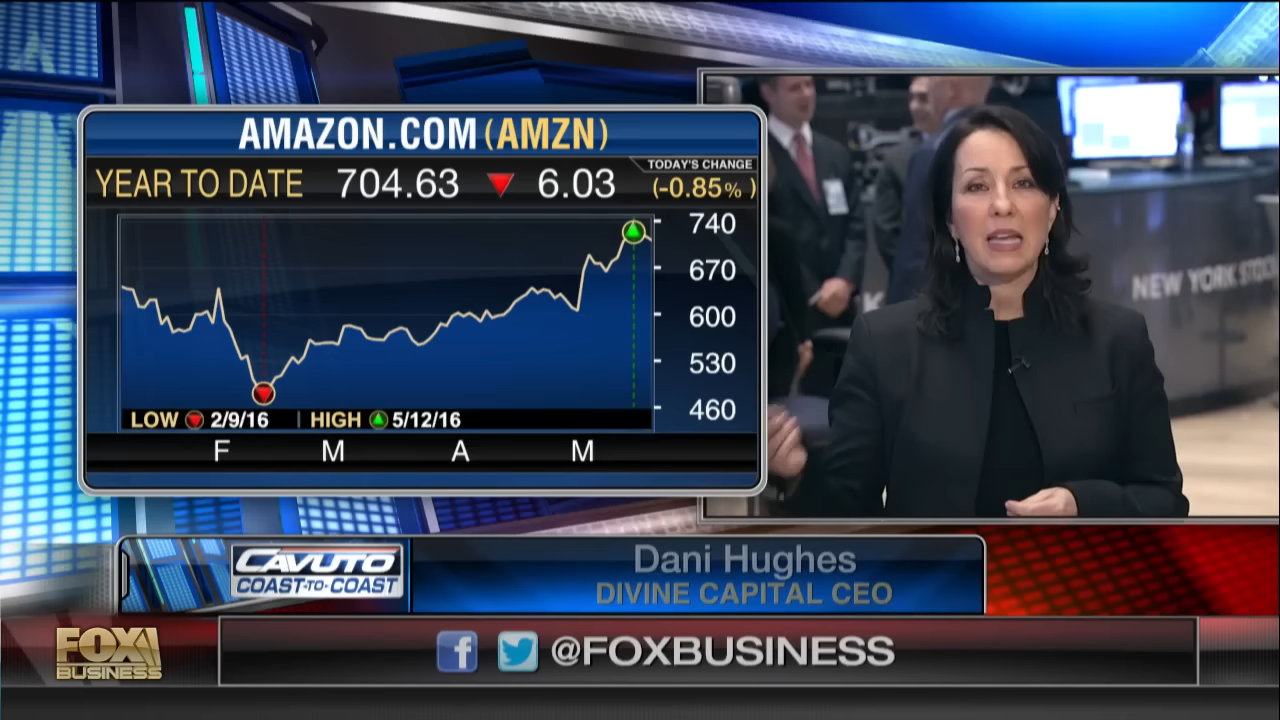 AMAZON.COM (AMZN)
YEAR TO DATE 704.63 ▼ 6.03
TODAY'S CHANGE
(-0.85%)
740
670
600
530
460
LOW 2/9/16 | HIGH 5/12/16
F M A M
NEW YORK STOC
CAVUTO
COAST-TO-COAST
Dani Hughes
DIVINE CAPITAL CEO
FOX
BUSINESS
f @FOXBUSINESS